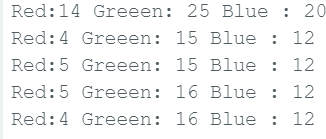 Red:14 Greeen: 25 Blue : 20
Red:4 Greeen: 15 Blue : 12
Red:5 Greeen: 15 Blue : 12
Red:5 Greeen: 16 Blue : 12
Red:4 Greeen: 16 Blue : 12